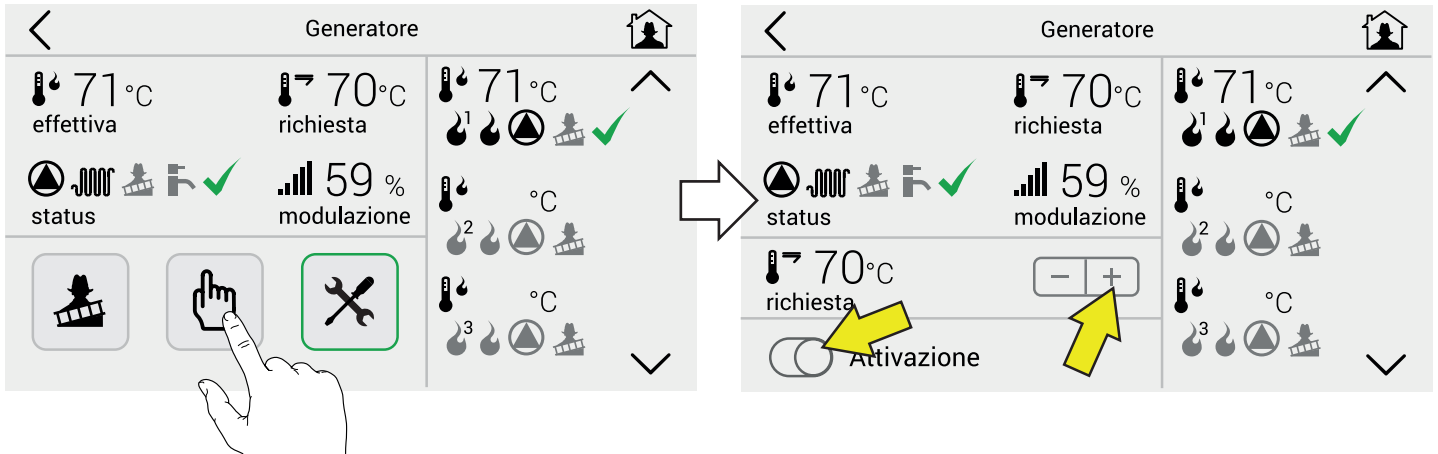 Generatore
71 °C
effettiva
70 °C
richiesta
status
59 %
modulazione
71 °C
1
°C
2
°C
3
Generatore
71 °C
effettiva
70 °C
richiesta
status
59 %
modulazione
70 °C
richiesta
− +
Attivazione
71 °C
1
°C
2
°C
3